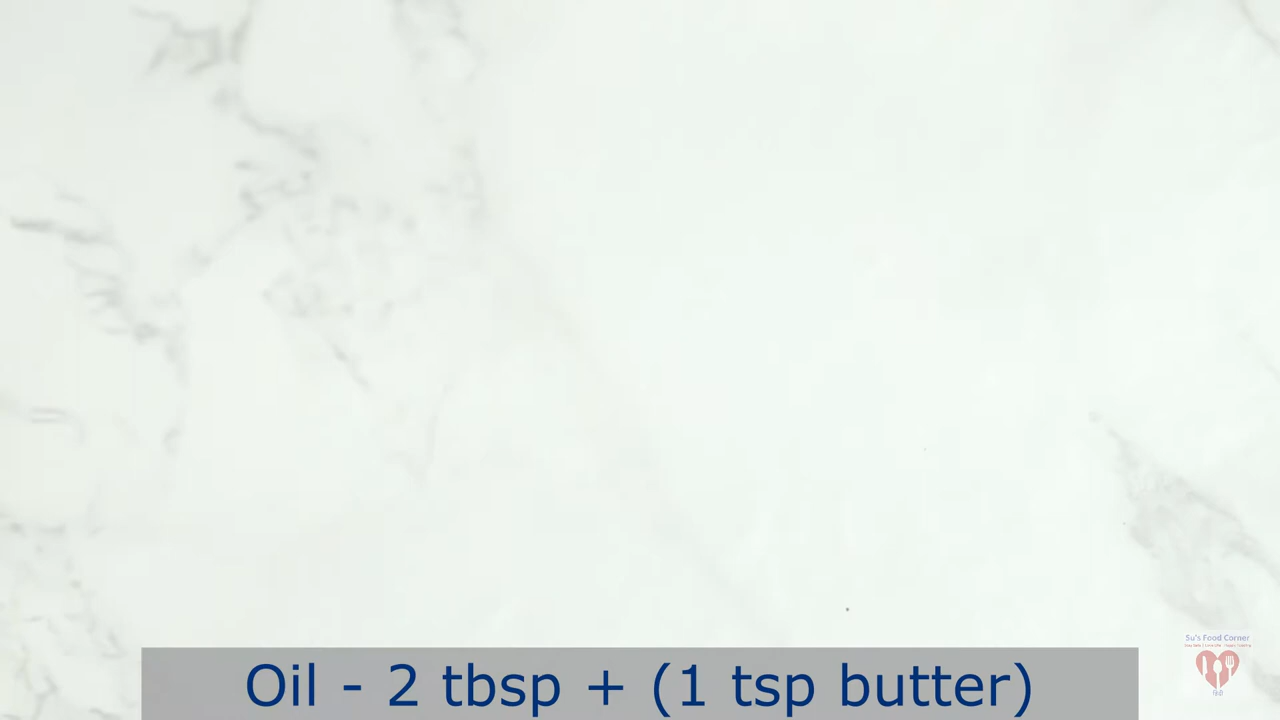 Oil - 2 tbsp + (1 tsp butter)
Su's Food Corner